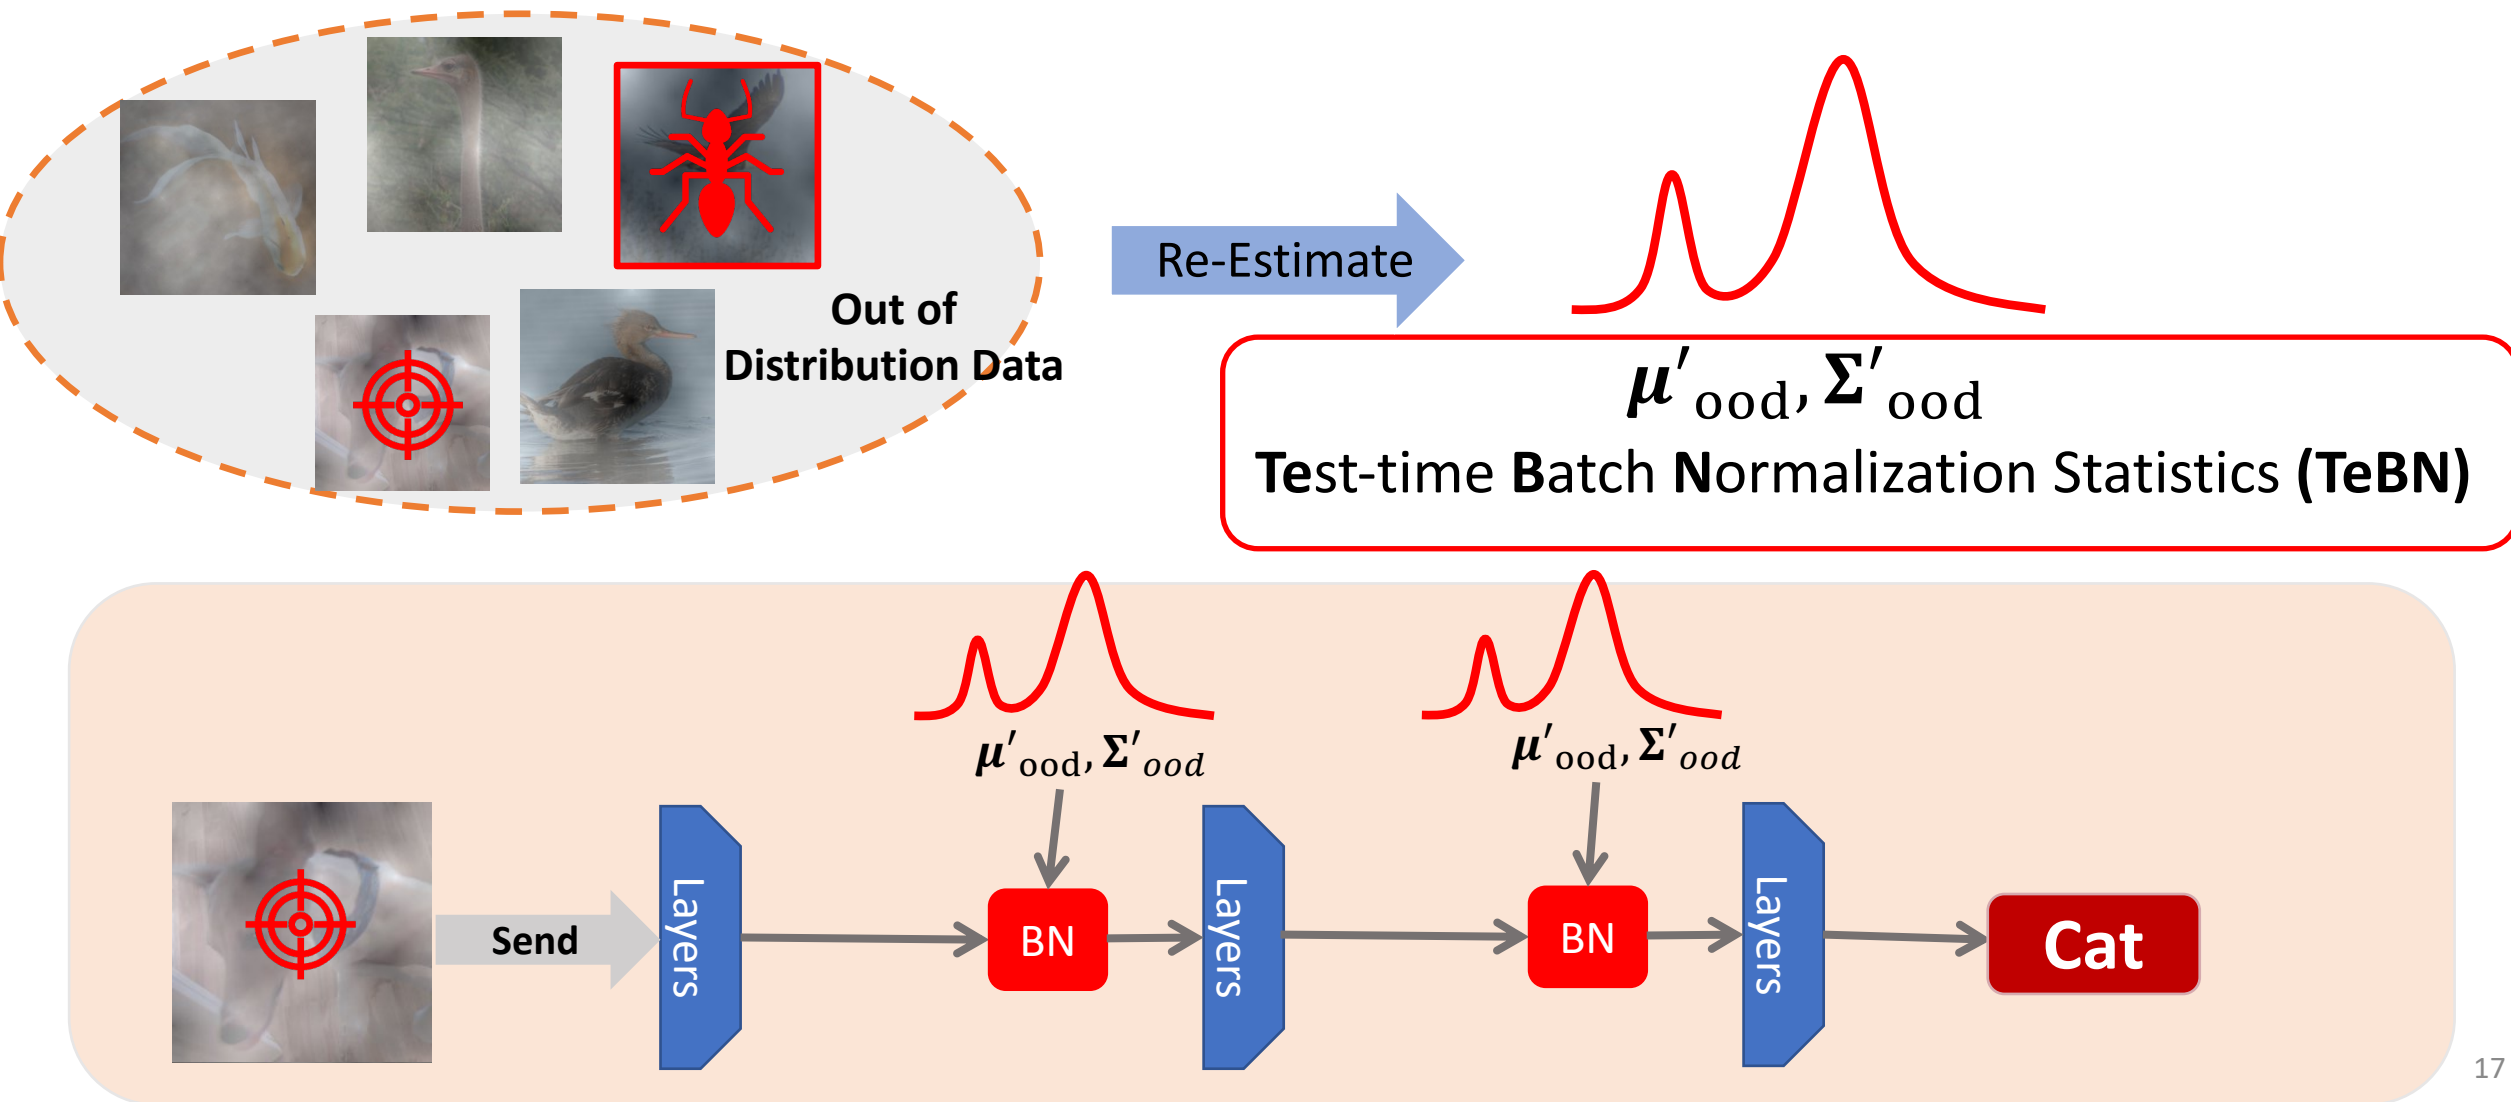 Out of
Distribution Data
Re-Estimate
μ′ood, Σ′ood
Test-time Batch Normalization Statistics (TeBN)
μ′ood, Σ′ood
μ′ood, Σ′ood
Send
Layers
BN
Layers
BN
Layers
Cat
17